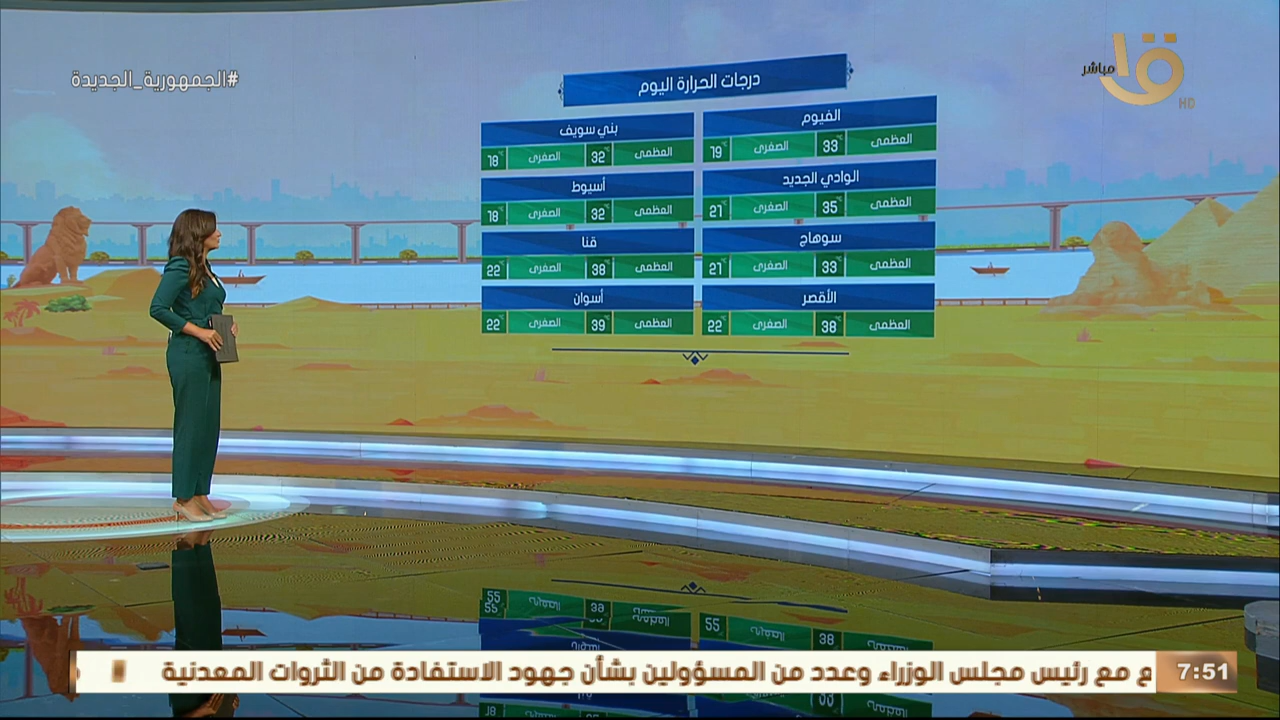 #الجمهورية_الجديدة
مباشر
HD
درجات الحرارة اليوم
الفيوم
العظمى 33 الصغرى 19
بني سويف
العظمى 32 الصغرى 18
الوادي الجديد
العظمى 35 الصغرى 21
أسيوط
العظمى 32 الصغرى 18
سوهاج
العظمى 33 الصغرى 21
قنا
العظمى 38 الصغرى 22
الأقصر
العظمى 38 الصغرى 22
أسوان
العظمى 39 الصغرى 22
7:51
ع مع رئيس مجلس الوزراء وعدد من المسؤولين بشأن جهود الاستفادة من الثروات المعدنية